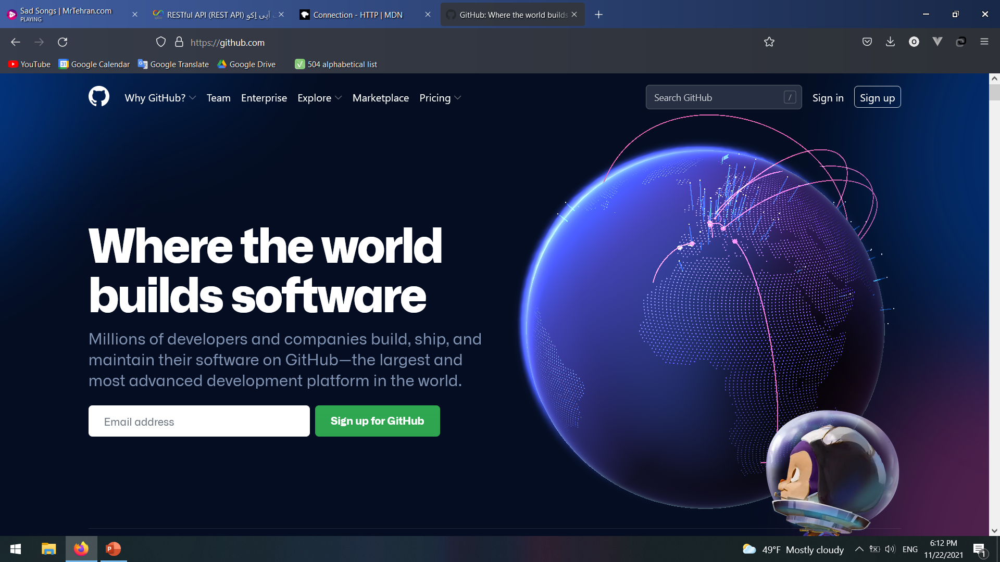 Sad Songs | MrTehran.com
PLAYING
RESTful API (REST API) آپی اِکو
Connection - HTTP | MDN
GitHub: Where the world builds
https://github.com
YouTube
Google Calendar
Google Translate
Google Drive
504 alphabetical list
Why GitHub?
Team
Enterprise
Explore
Marketplace
Pricing
Search GitHub
/
Sign in
Sign up
Where the world
builds software
Millions of developers and companies build, ship, and
maintain their software on GitHub—the largest and
most advanced development platform in the world.
Email address
Sign up for GitHub
49°F Mostly cloudy
ENG
6:12 PM
11/22/2021
1